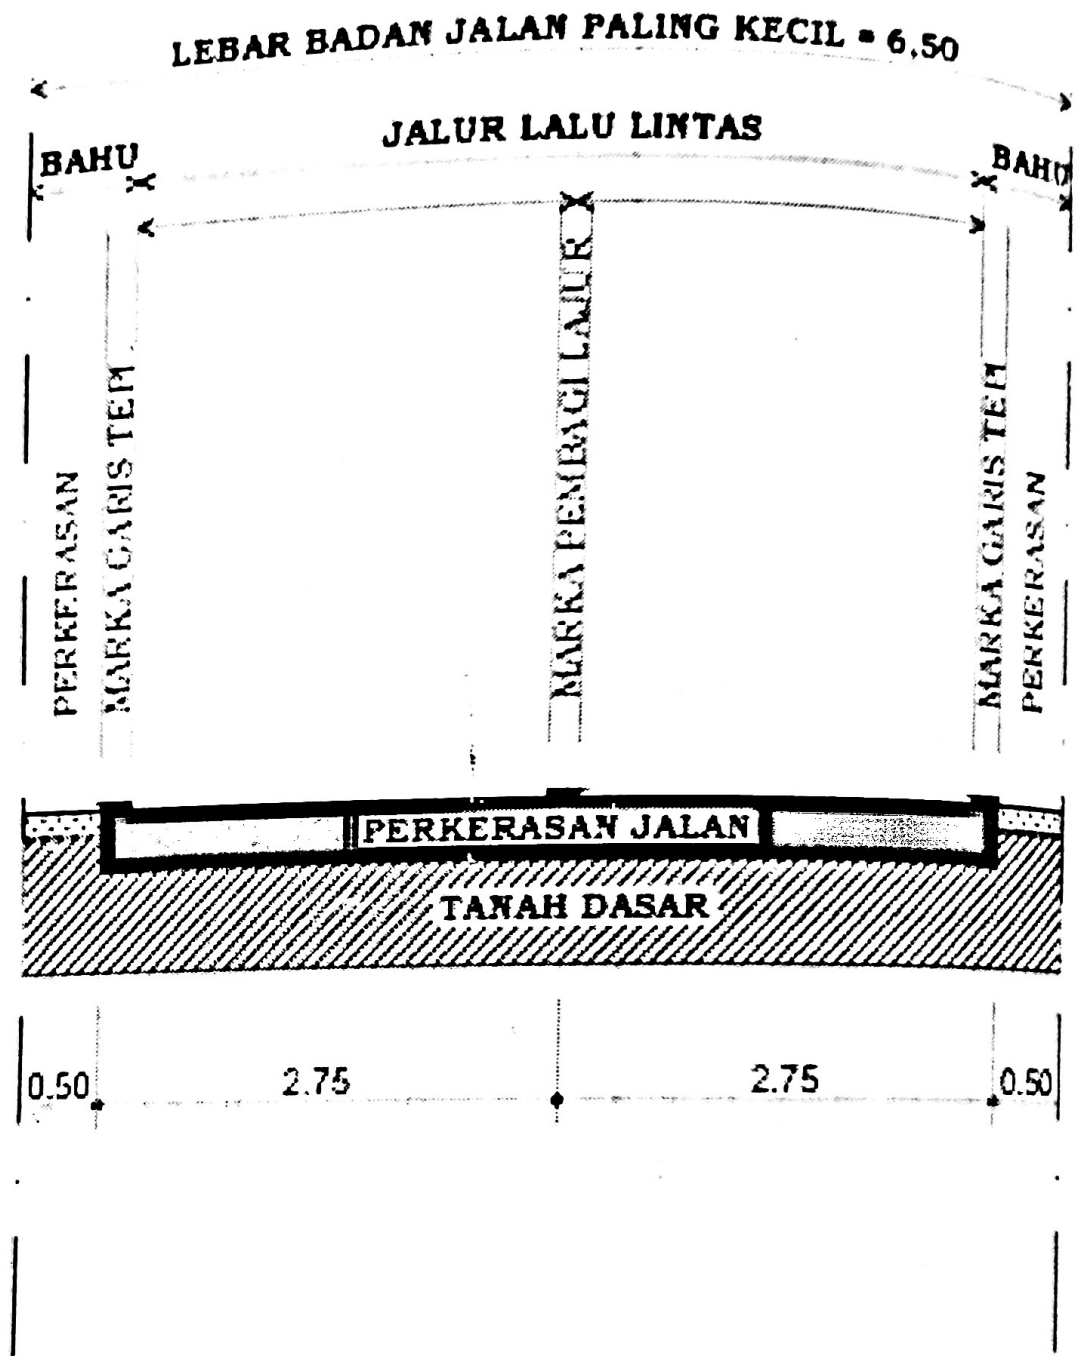 LEBAR BADAN JALAN PALING KECIL = 6,50
JALUR LALU LINTAS
BAHU
BAHU
PERKERASAN
MARKA GARIS TEPI
MARKA PEMBAGI LAJUR
MARKA GARIS TEPI
PERKERASAN
PERKERASAN JALAN
TANAH DASAR
0.50
2.75
2.75
0.50